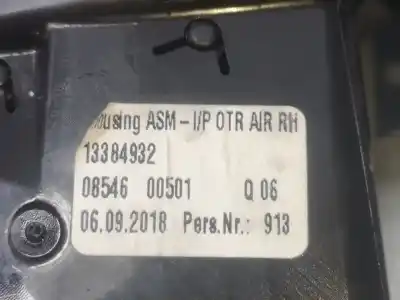 ousing ASM - I/P OTR AIR RH
13384932
08546 00501 Q 06
06.09.2018 Pers.Nr.: 913